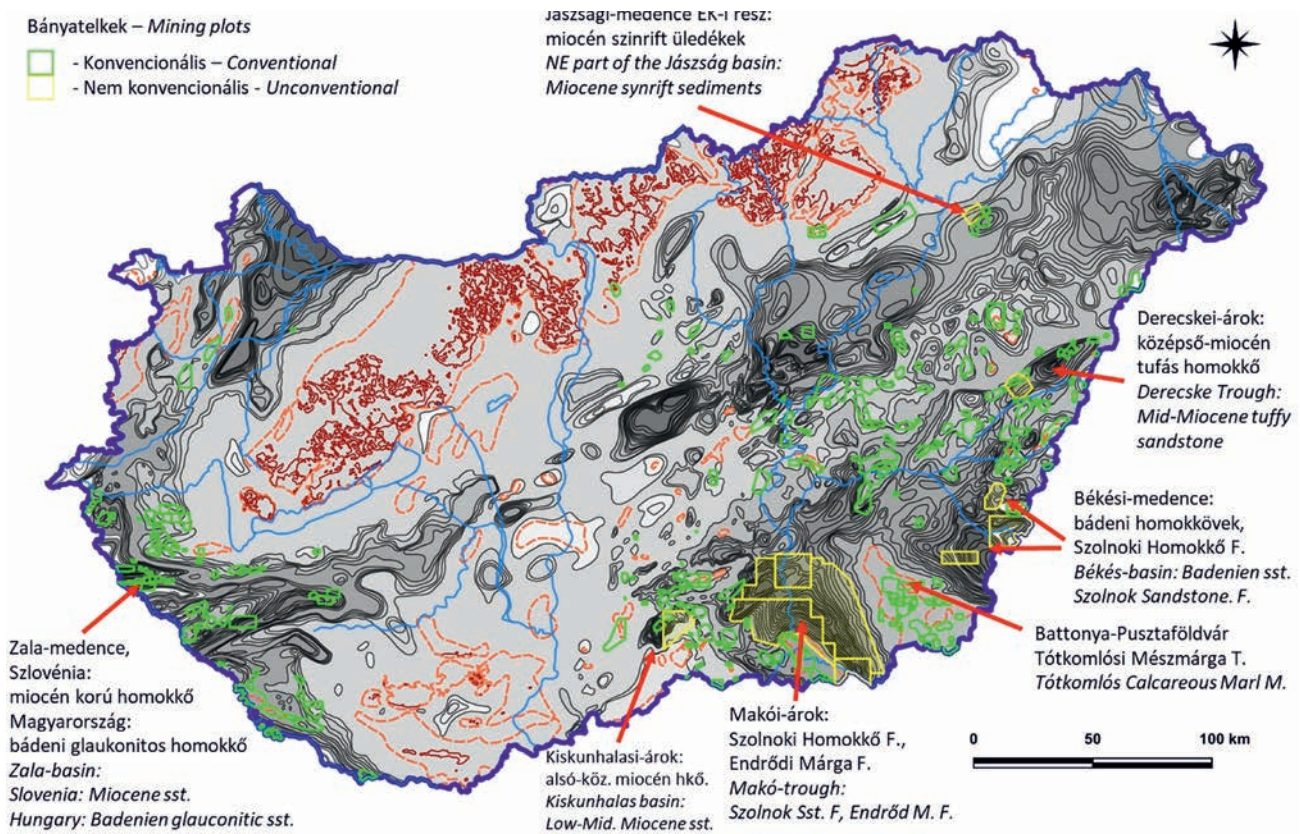 Bányatelkek – Mining plots
- Konvencionális – Conventional
- Nem konvencionális - Unconventional
Jászsági-medence ÉK-i rész:
miocén szinrift üledékek
NE part of the Jászság basin:
Miocene synrift sediments
Derecskei-árok:
középső-miocén
tufás homokkő
Derecske Trough:
Mid-Miocene tuffy
sandstone
Békési-medence:
bádeni homokkövek,
Szolnoki Homokkő F.
Békés-basin: Badenien sst.
Szolnok Sandstone. F.
Battonya-Pusztaföldvár
Tótkomlósi Mészmárga T.
Tótkomlós Calcareous Marl M.
Zala-medence,
Szlovénia:
miocén korú homokkő
Magyarország:
bádeni glaukonitos homokkő
Zala-basin:
Slovenia: Miocene sst.
Hungary: Badenien glauconitic sst.
Kiskunhalasi-árok:
alsó-köz. miocén hkő.
Kiskunhalas basin:
Low-Mid. Miocene sst.
Makói-árok:
Szolnoki Homokkő F.,
Endrődi Márga F.
Makó-trough:
Szolnok Sst. F, Endrőd M. F.
0 50 100 km